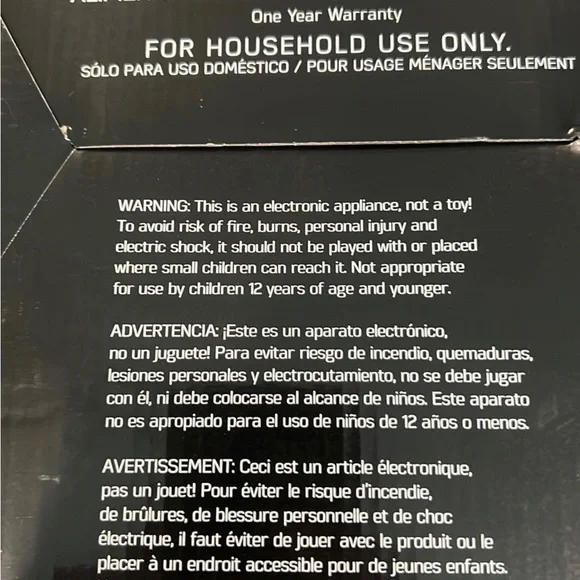 One Year Warranty
FOR HOUSEHOLD USE ONLY.
SÓLO PARA USO DOMÉSTICO / POUR USAGE MÉNAGER SEULEMENT
WARNING: This is an electronic appliance, not a toy!
To avoid risk of fire, burns, personal injury and
electric shock, it should not be played with or placed
where small children can reach it. Not appropriate
for use by children 12 years of age and younger.
ADVERTENCIA: ¡Este es un aparato electrónico,
no un juguete! Para evitar riesgo de incendio, quemaduras,
lesiones personales y electrocutamiento, no se debe jugar
con él, ni debe colocarse al alcance de niños. Este aparato
no es apropiado para el uso de niños de 12 años o menos.
AVERTISSEMENT: Ceci est un article électronique,
pas un jouet! Pour éviter le risque d'incendie,
de brûlures, de blessure personnelle et de choc
électrique, il faut éviter de jouer avec le produit ou le
placer à un endroit accessible pour de jeunes enfants.